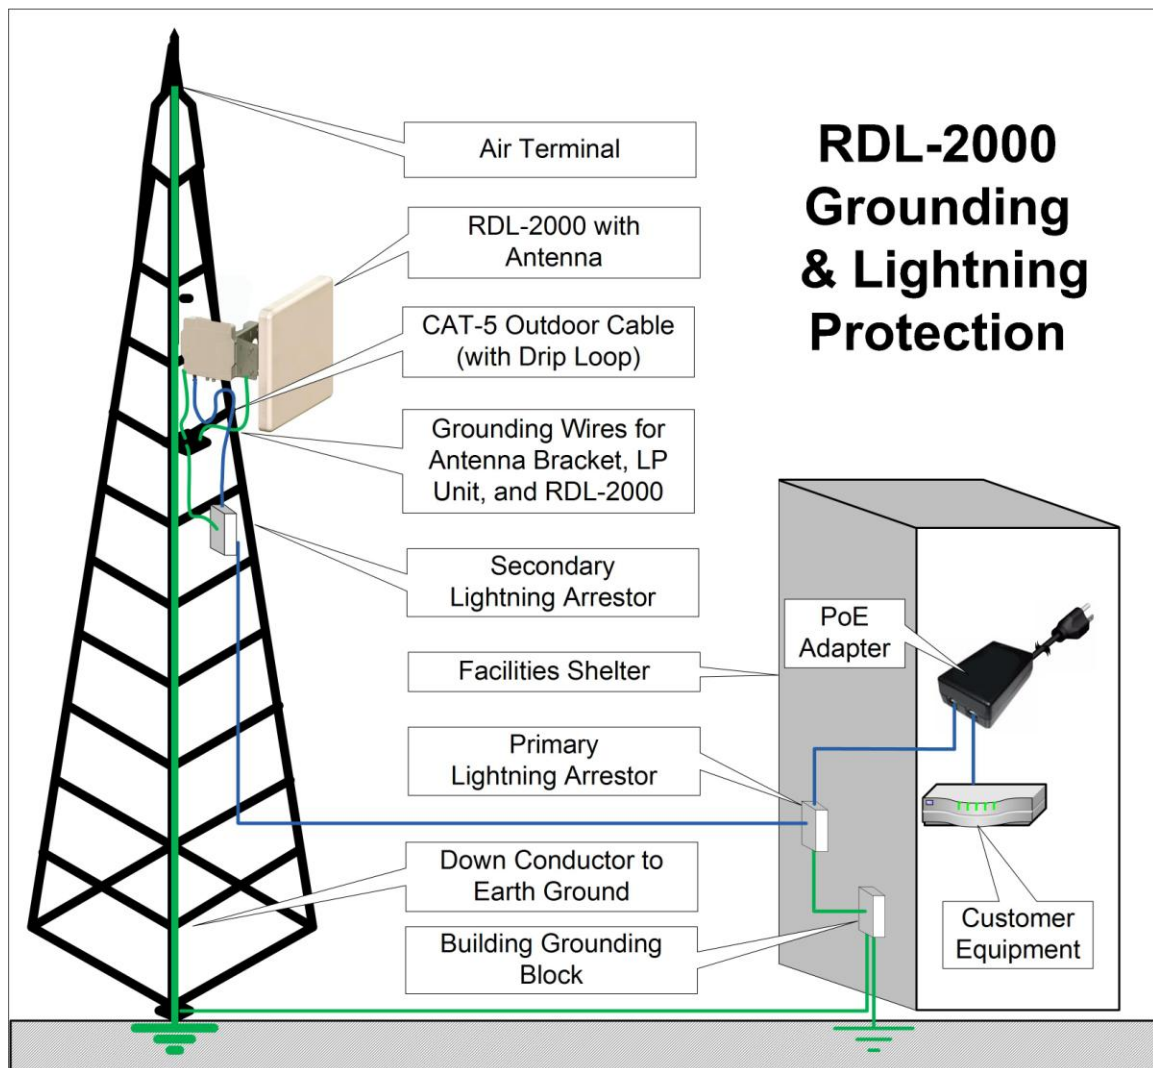 RDL-2000
Grounding
& Lightning
Protection
Air Terminal
RDL-2000 with
Antenna
CAT-5 Outdoor Cable
(with Drip Loop)
Grounding Wires for
Antenna Bracket, LP
Unit, and RDL-2000
Secondary
Lightning Arrestor
PoE
Adapter
Facilities Shelter
Primary
Lightning Arrestor
Down Conductor to
Earth Ground
Customer
Equipment
Building Grounding
Block